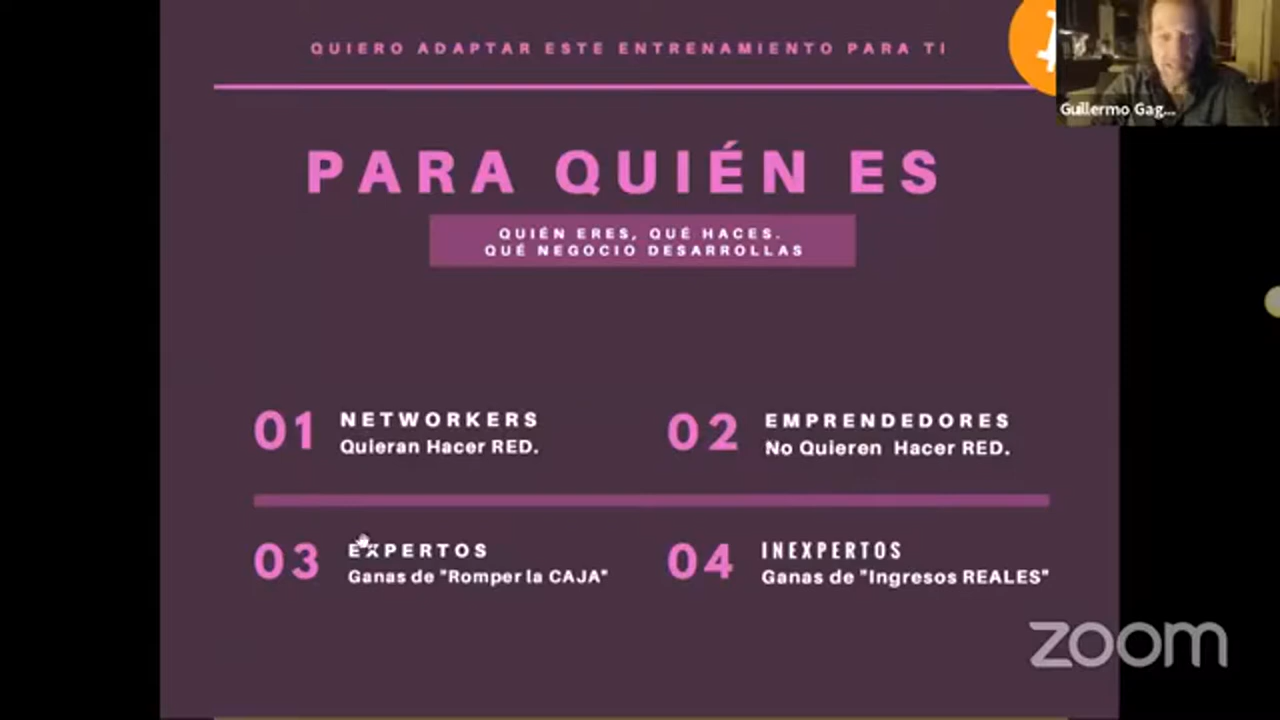 QUIERO ADAPTAR ESTE ENTRENAMIENTO PARA TI
Guillermo Gag...
PARA QUIÉN ES
QUIÉN ERES, QUÉ HACES.
QUÉ NEGOCIO DESARROLLAS
01 NETWORKERS
Quieran Hacer RED.
02 EMPRENDEDORES
No Quieren Hacer RED.
03 EXPERTOS
Ganas de "Romper la CAJA"
04 INEXPERTOS
Ganas de "Ingresos REALES"
zoom